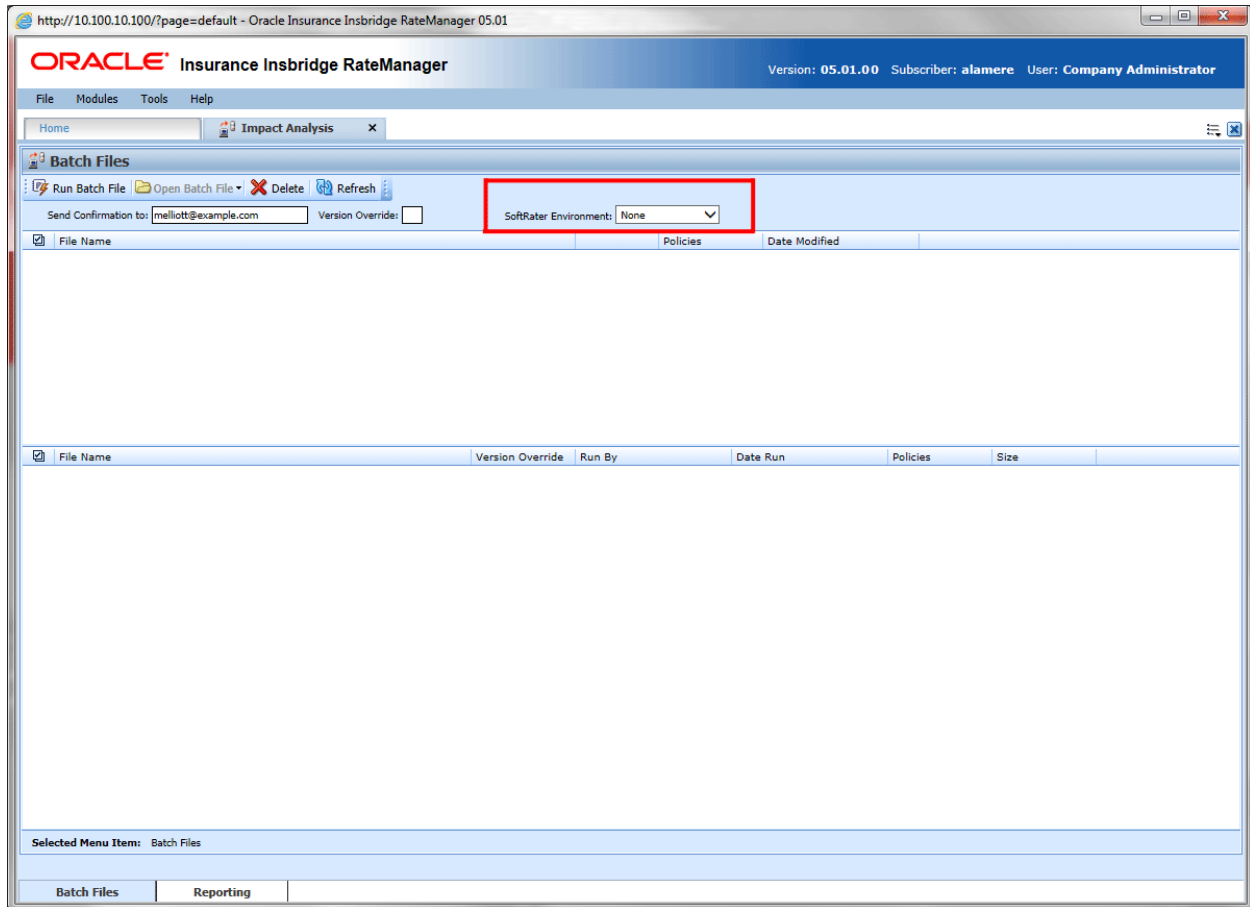 http://10.100.10.100/?page=default - Oracle Insurance Insbridge RateManager 05.01
ORACLE Insurance Insbridge RateManager
Version: 05.01.00 Subscriber: alamere User: Company Administrator
File Modules Tools Help
Home Impact Analysis x
Batch Files
Run Batch File Open Batch File Delete Refresh
Send Confirmation to: melliott@example.com Version Override: SoftRater Environment: None
File Name Policies Date Modified
File Name Version Override Run By Date Run Policies Size
Selected Menu Item: Batch Files
Batch Files Reporting